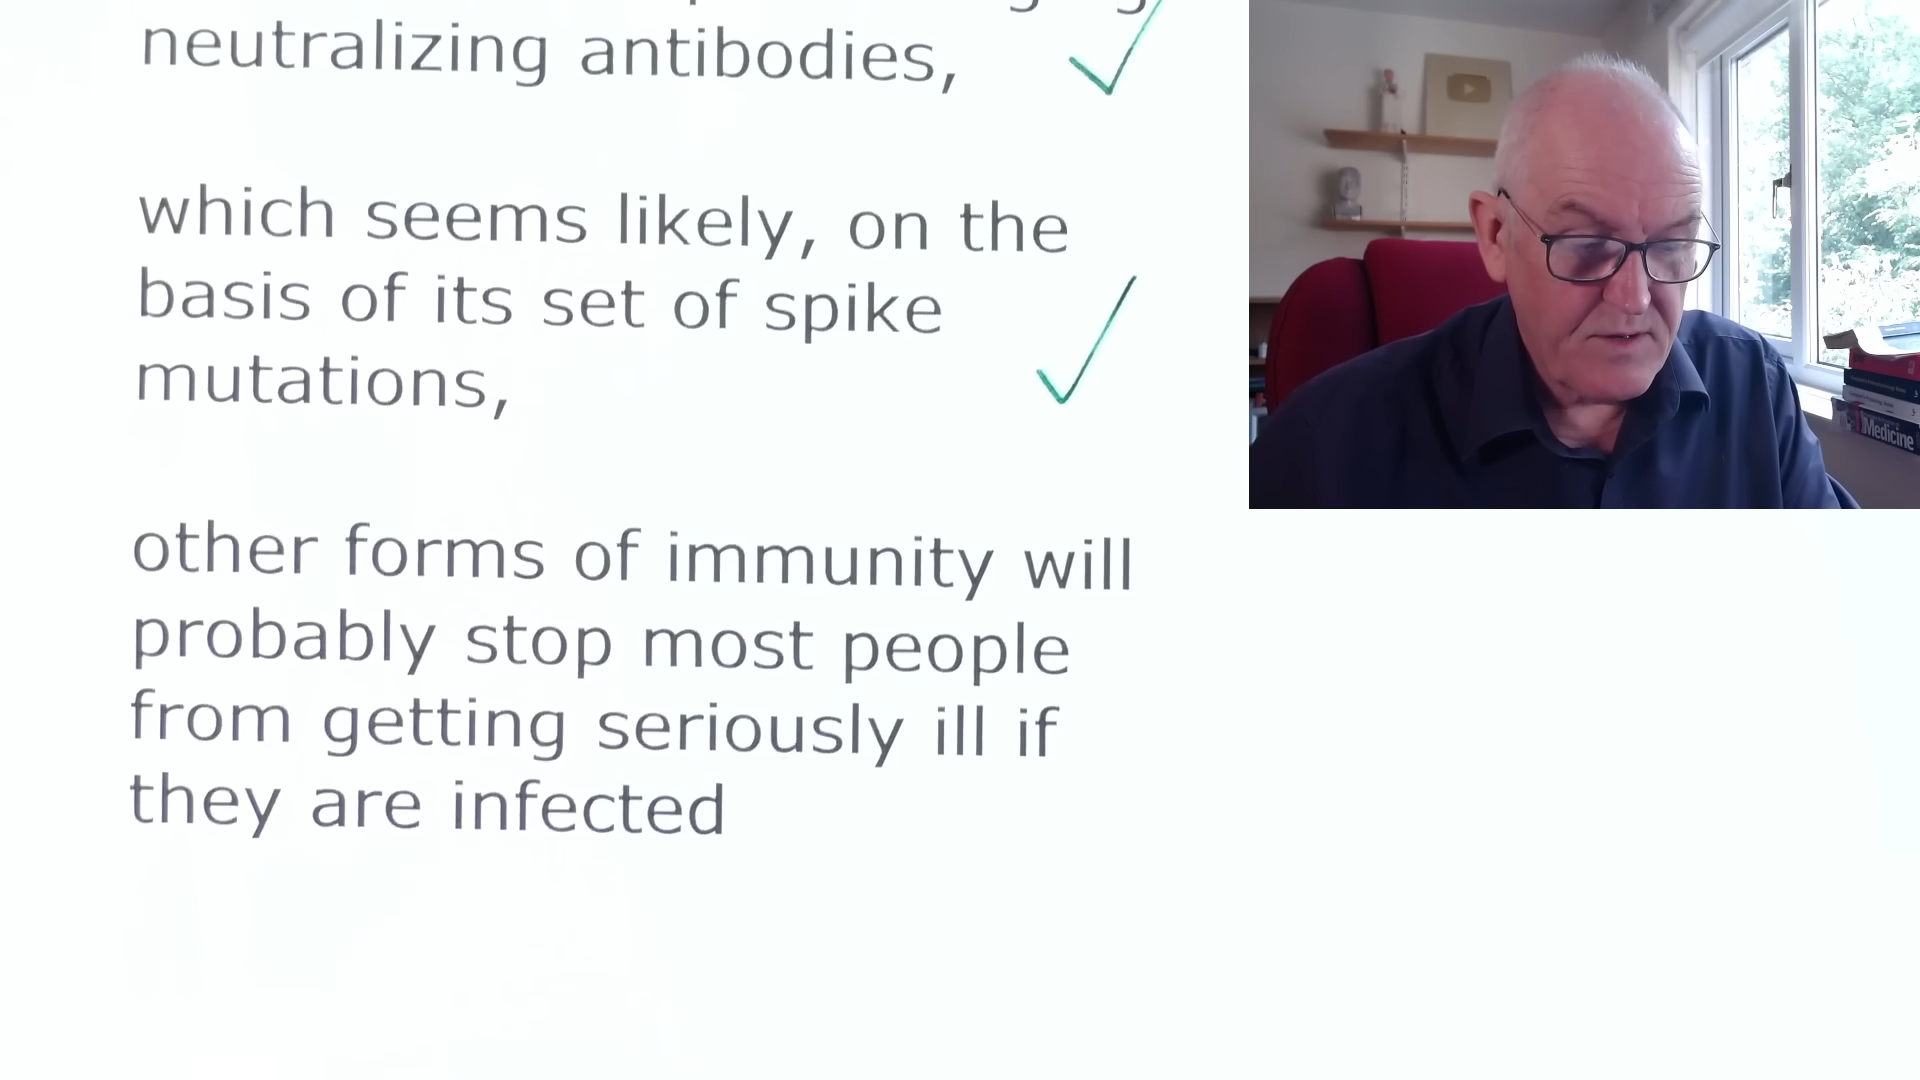 neutralizing antibodies,
which seems likely, on the
basis of its set of spike
mutations,
other forms of immunity will
probably stop most people
from getting seriously ill if
they are infected
Medicine